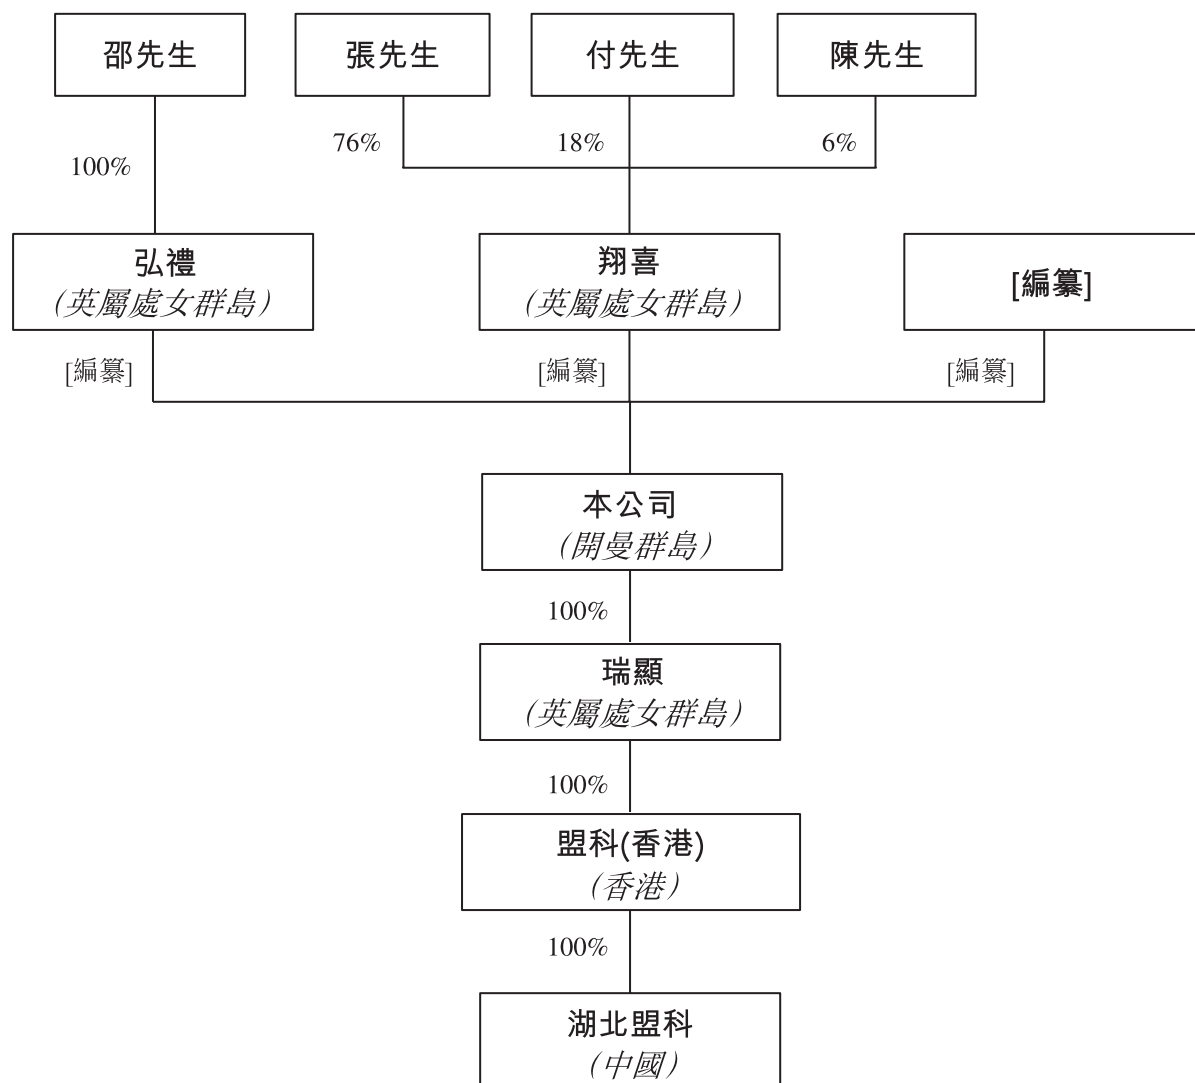 邵先生
張先生
付先生
陳先生
76%
18%
6%
100%
弘禮
(英屬處女群島)
翔喜
(英屬處女群島)
[編纂]
[編纂]
[編纂]
[編纂]
本公司
(開曼群島)
100%
瑞顯
(英屬處女群島)
100%
盟科(香港)
(香港)
100%
湖北盟科
(中國)